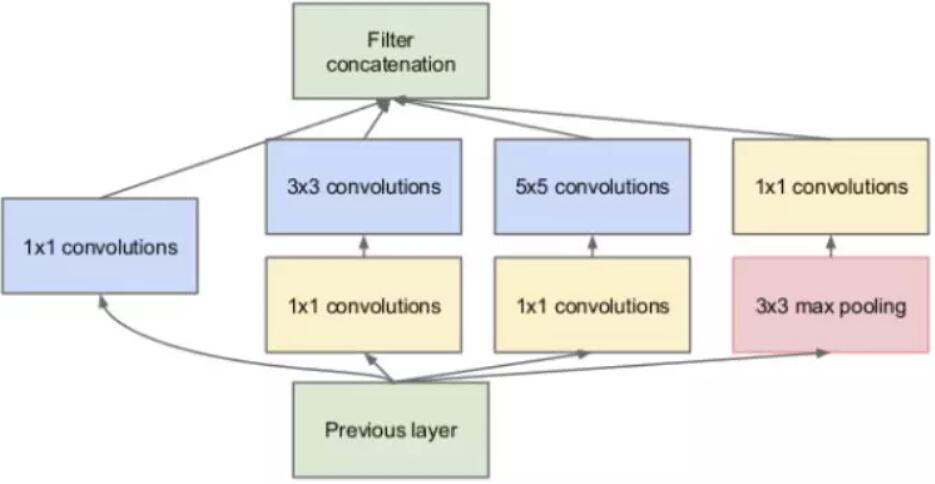 Filter
concatenation
3x3 convolutions
5x5 convolutions
1x1 convolutions
1x1 convolutions
1x1 convolutions
1x1 convolutions
3x3 max pooling
Previous layer